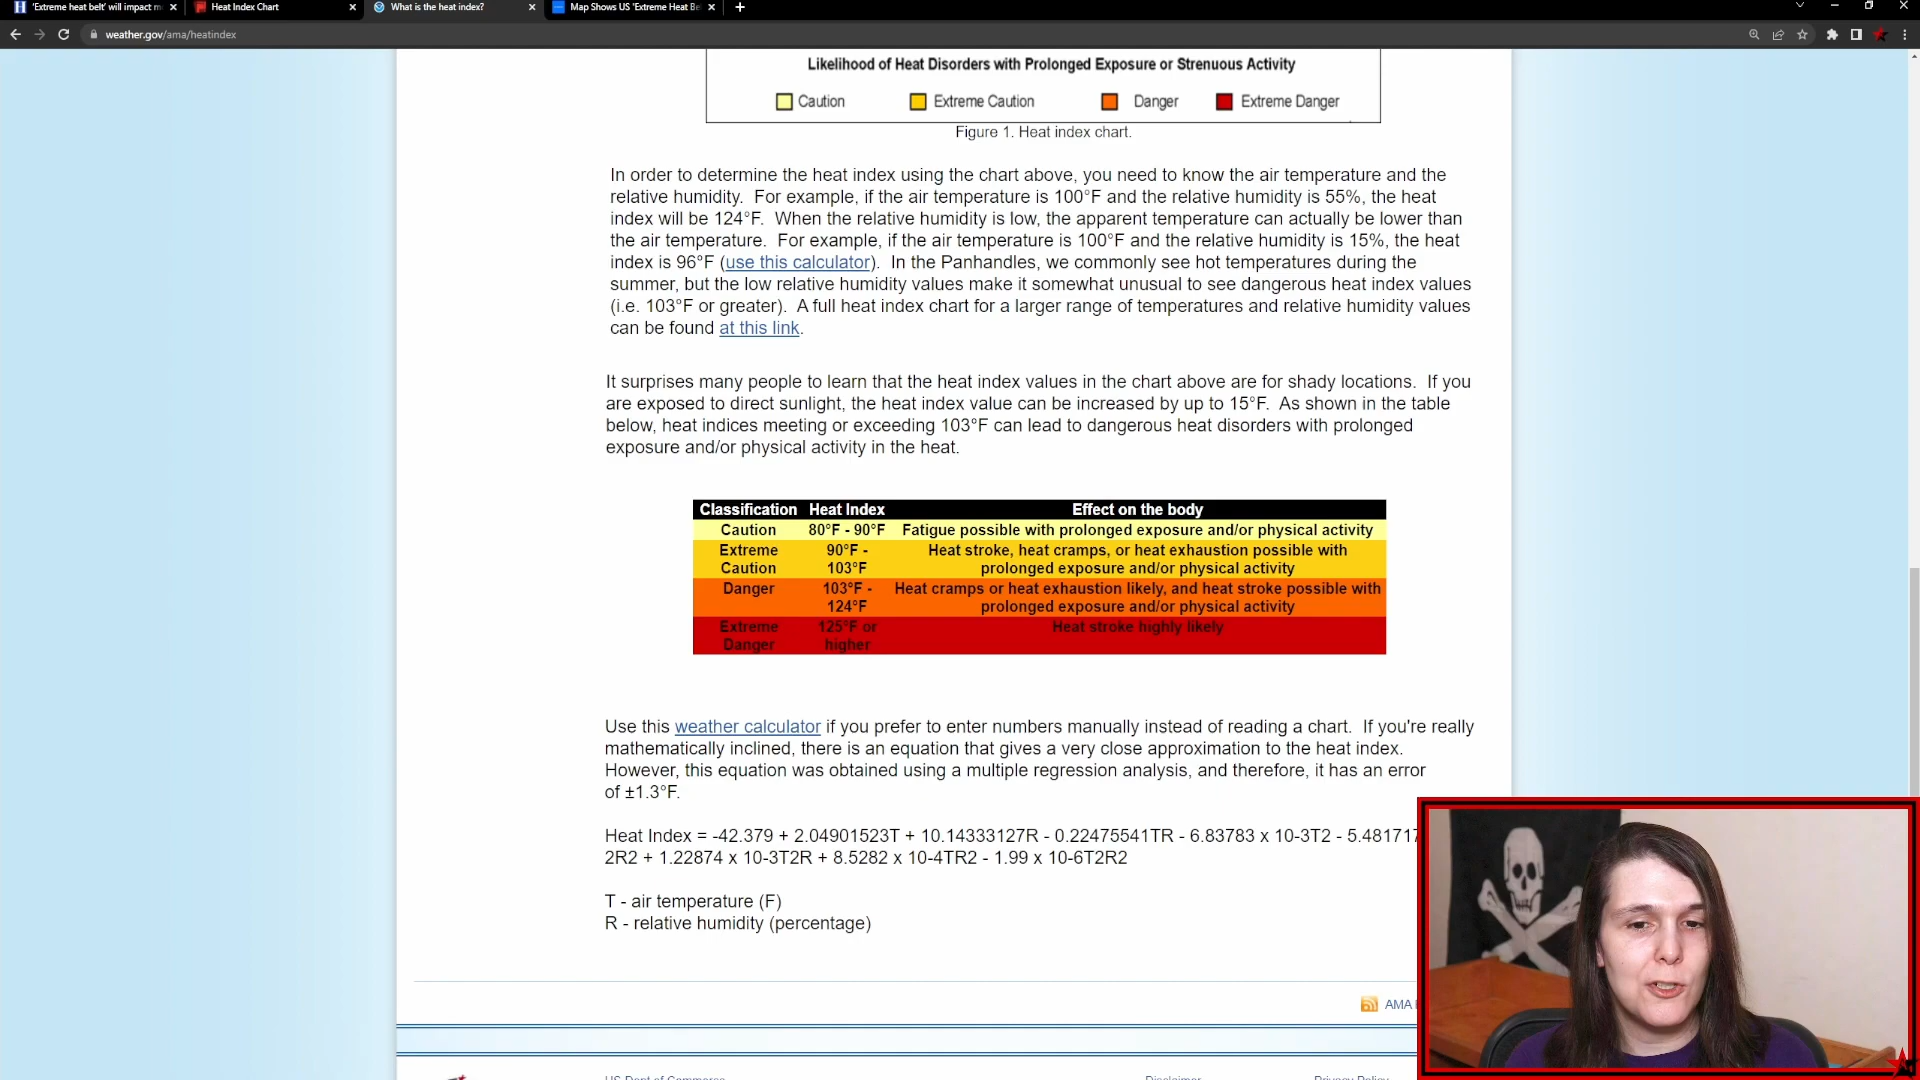 'Extreme heat belt' will impact m
Heat Index Chart
What is the heat index?
Map Shows US 'Extreme Heat Be
weather.gov/ama/heatindex
Likelihood of Heat Disorders with Prolonged Exposure or Strenuous Activity
Caution Extreme Caution Danger Extreme Danger
Figure 1. Heat index chart.
In order to determine the heat index using the chart above, you need to know the air temperature and the
relative humidity. For example, if the air temperature is 100°F and the relative humidity is 55%, the heat
index will be 124°F. When the relative humidity is low, the apparent temperature can actually be lower than
the air temperature. For example, if the air temperature is 100°F and the relative humidity is 15%, the heat
index is 96°F (use this calculator). In the Panhandles, we commonly see hot temperatures during the
summer, but the low relative humidity values make it somewhat unusual to see dangerous heat index values
(i.e. 103°F or greater). A full heat index chart for a larger range of temperatures and relative humidity values
can be found at this link.
It surprises many people to learn that the heat index values in the chart above are for shady locations. If you
are exposed to direct sunlight, the heat index value can be increased by up to 15°F. As shown in the table
below, heat indices meeting or exceeding 103°F can lead to dangerous heat disorders with prolonged
exposure and/or physical activity in the heat.
Classification Heat Index Effect on the body
Caution 80°F - 90°F Fatigue possible with prolonged exposure and/or physical activity
Extreme 90°F - Heat stroke, heat cramps, or heat exhaustion possible with
Caution 103°F prolonged exposure and/or physical activity
Danger 103°F - Heat cramps or heat exhaustion likely, and heat stroke possible with
124°F prolonged exposure and/or physical activity
Extreme 125°F or Heat stroke highly likely
Danger higher
Use this weather calculator if you prefer to enter numbers manually instead of reading a chart. If you're really
mathematically inclined, there is an equation that gives a very close approximation to the heat index.
However, this equation was obtained using a multiple regression analysis, and therefore, it has an error
of ±1.3°F.
Heat Index = -42.379 + 2.04901523T + 10.14333127R - 0.22475541TR - 6.83783 x 10-3T2 - 5.48171
2R2 + 1.22874 x 10-3T2R + 8.5282 x 10-4TR2 - 1.99 x 10-6T2R2
T - air temperature (F)
R - relative humidity (percentage)
AMA
US Dept of Commerce Disclaimer Privacy Policy